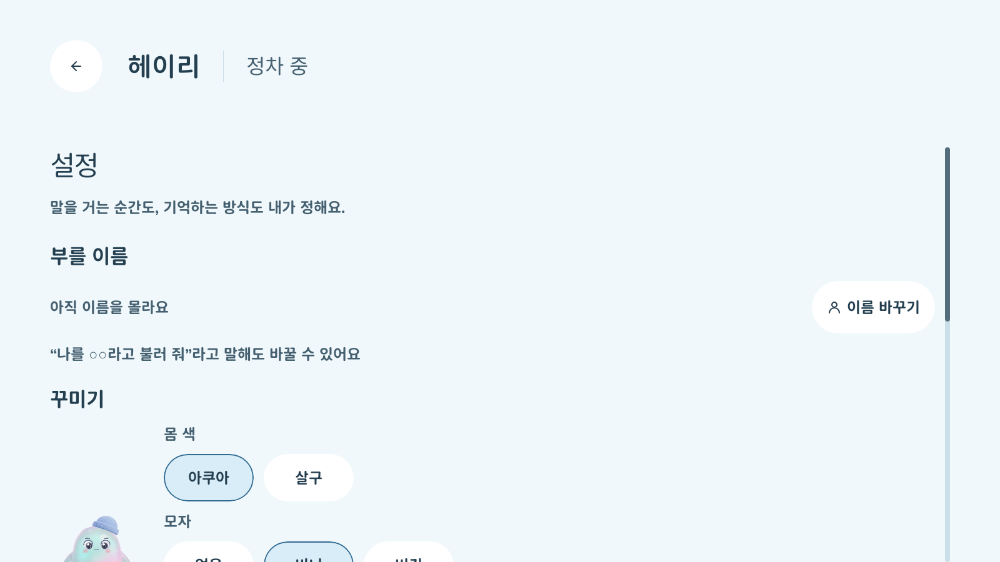 헤이리
정차 중
설정
말을 거는 순간도, 기억하는 방식도 내가 정해요.
부를 이름
아직 이름을 몰라요
이름 바꾸기
“나를 ○○라고 불러 줘”라고 말해도 바꿀 수 있어요
꾸미기
몸 색
아쿠아
살구
모자